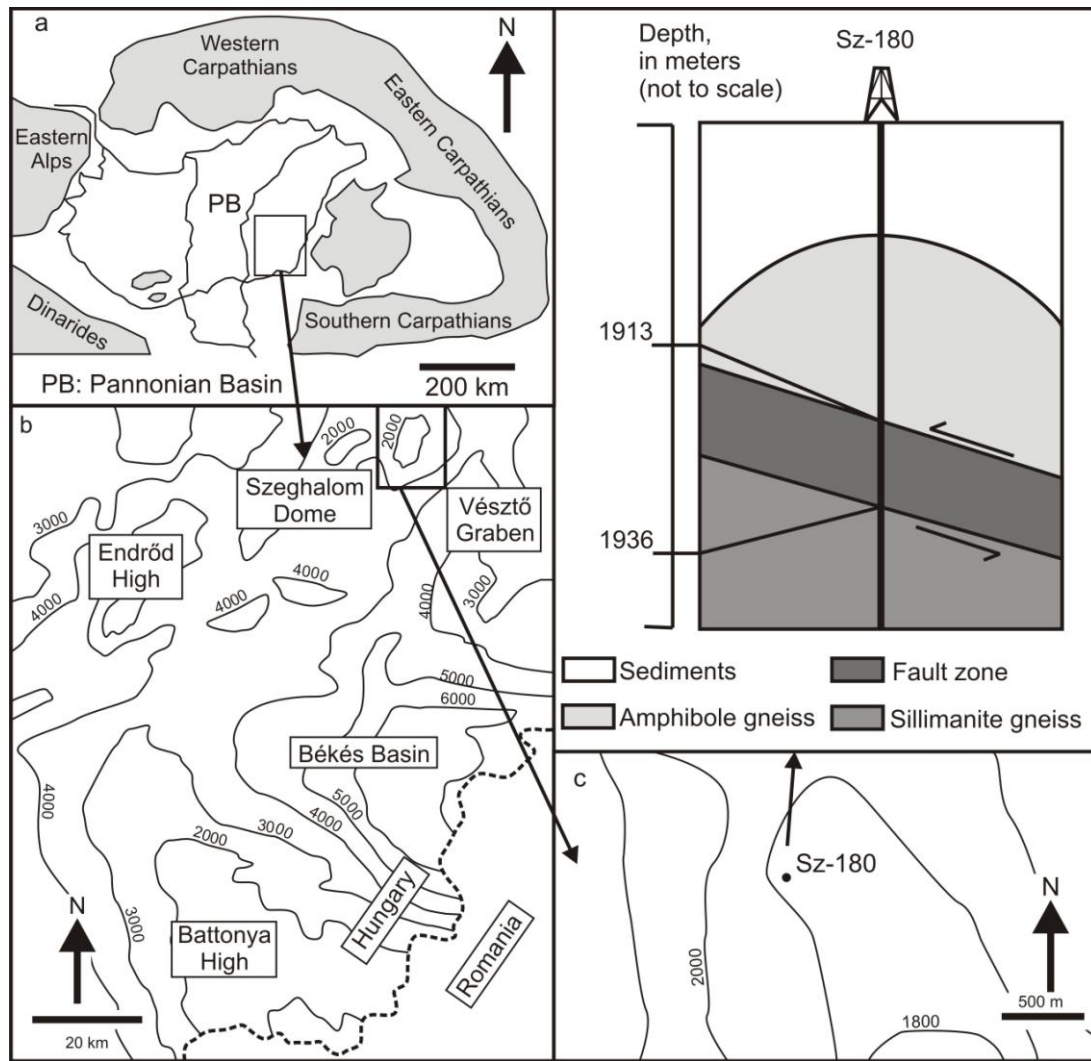 a
N
Western
Carpathians
Eastern Carpathians
Eastern
Alps
PB
Dinarides
Southern Carpathians
PB: Pannonian Basin
200 km
b
2000
2000
Szeghalom
Dome
Vésztő
Graben
3000
Endrőd
High
4000
4000
4000
4000
3000
5000
6000
Békés Basin
4000
5000
4000
3000
2000
3000
N
Battonya
High
Hungary
Romania
20 km
Depth,
in meters
(not to scale)
Sz-180
1913
1936
Sediments
Fault zone
Amphibole gneiss
Sillimanite gneiss
c
Sz-180
2000
N
500 m
1800